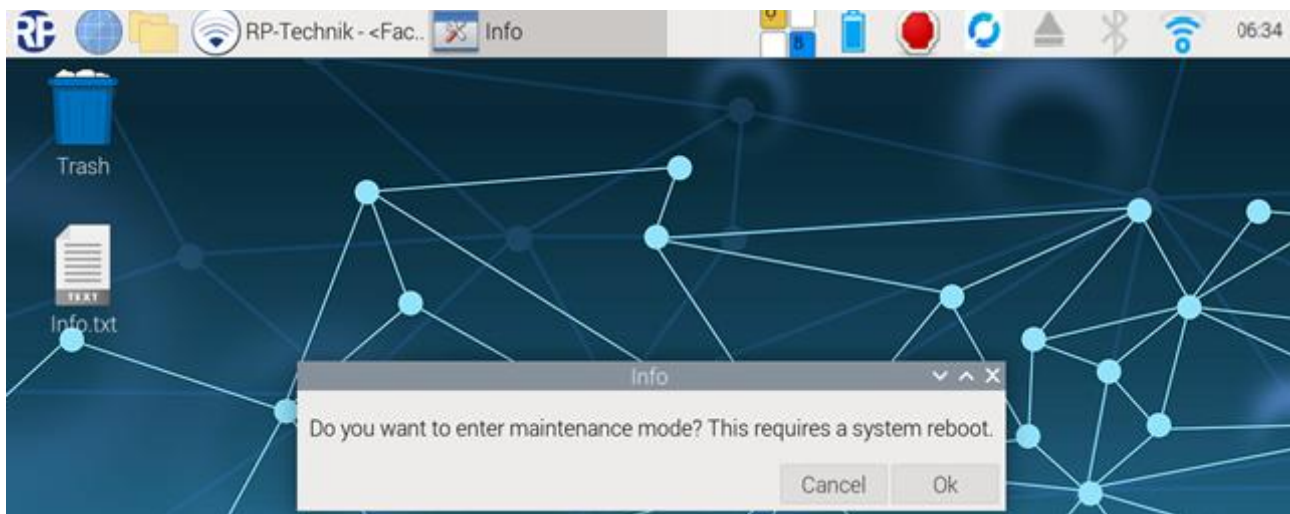 RP
RP-Technik - <Fac..
Info
06:34
Trash
TEXT
Info.txt
Info
Do you want to enter maintenance mode? This requires a system reboot.
Cancel
Ok